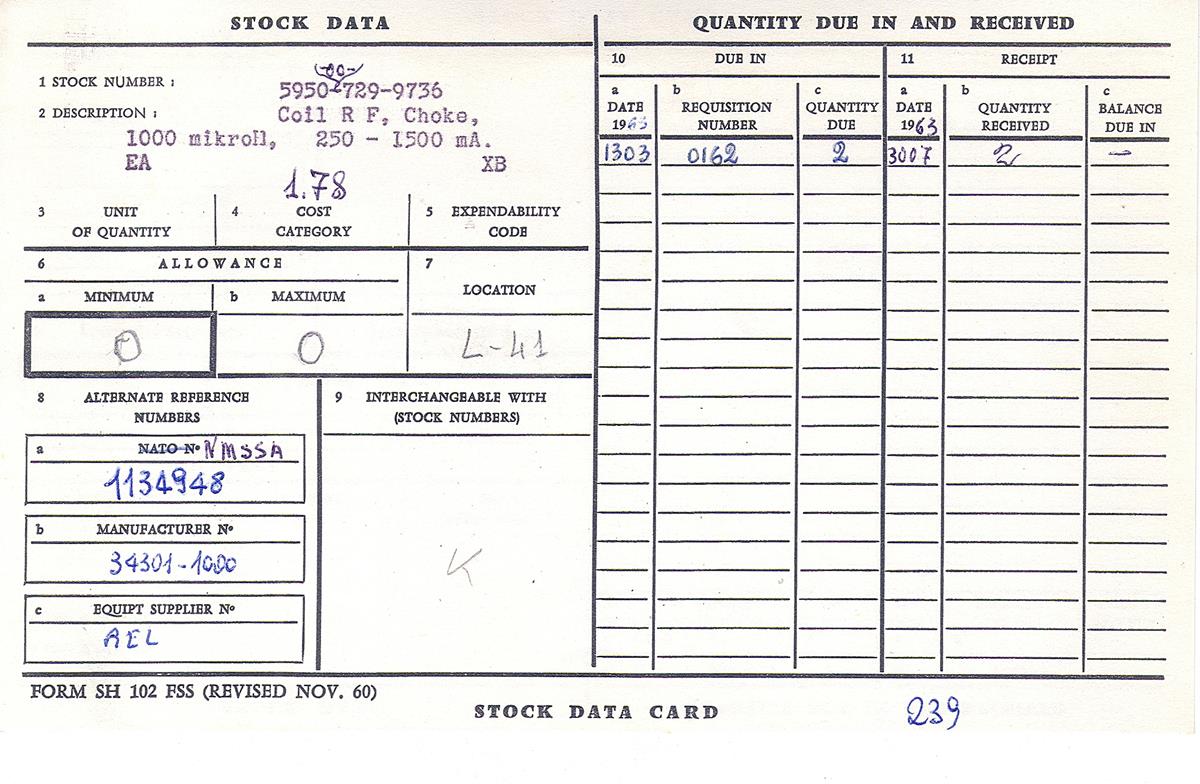 STOCK DATA
1 STOCK NUMBER : 5950-729-9736
-00-
2 DESCRIPTION : Coil R F, Choke,
1000 mikroH, 250 - I500 mA.
EA XB
1.78
3 UNIT OF QUANTITY
4 COST CATEGORY
5 EXPENDABILITY CODE
6 ALLOWANCE
a MINIMUM
b MAXIMUM
7 LOCATION
0 0 L-41
8 ALTERNATE REFERENCE NUMBERS
a NATO Nº NMSSA
1134948
b MANUFACTURER Nº
34301-1000
c EQUIPT SUPPLIER Nº
AEL
9 INTERCHANGEABLE WITH
(STOCK NUMBERS)
K
QUANTITY DUE IN AND RECEIVED
10 DUE IN
11 RECEIPT
a DATE 1963
b REQUISITION NUMBER
c QUANTITY DUE
a DATE 1963
b QUANTITY RECEIVED
c BALANCE DUE IN
1303 0162 2 3007 2 -
FORM SH 102 FSS (REVISED NOV. 60)
STOCK DATA CARD
239